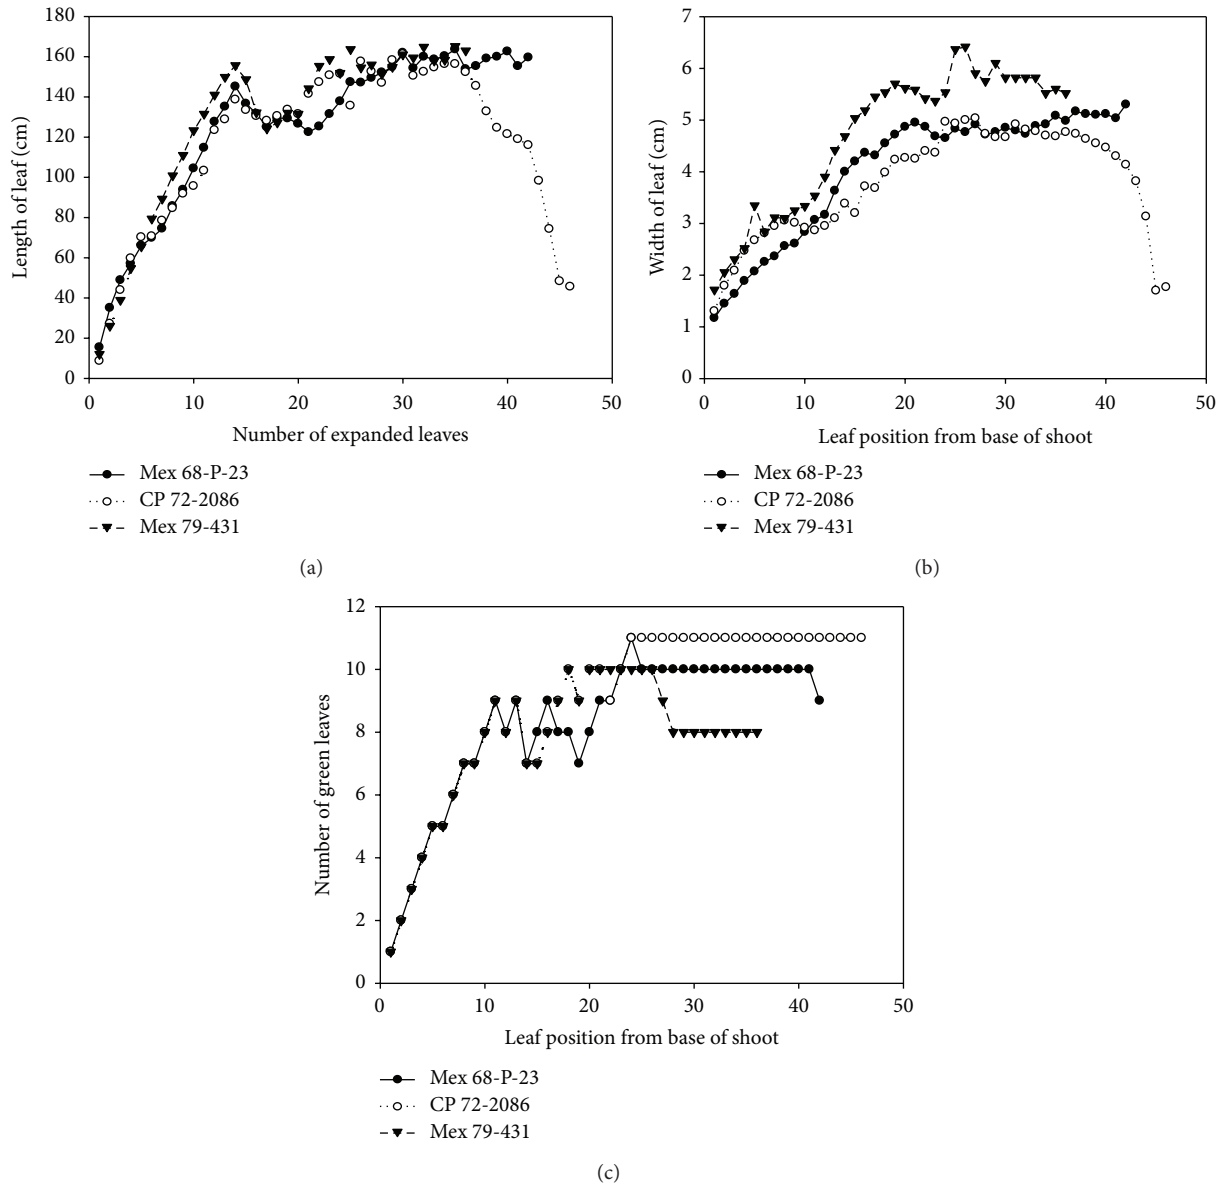 180
160
140
120
100
80
60
40
20
0
Length of leaf (cm)
0 10 20 30 40 50
Number of expanded leaves
Mex 68-P-23
CP 72-2086
Mex 79-431
(a)
7
6
5
4
3
2
1
0
Width of leaf (cm)
0 10 20 30 40 50
Leaf position from base of shoot
Mex 68-P-23
CP 72-2086
Mex 79-431
(b)
12
10
8
6
4
2
0
Number of green leaves
0 10 20 30 40 50
Leaf position from base of shoot
Mex 68-P-23
CP 72-2086
Mex 79-431
(c)